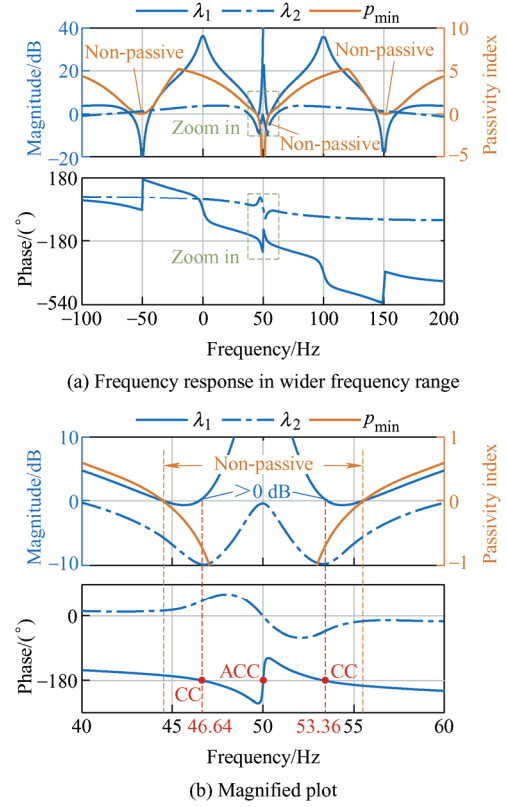 λ₁ λ₂ pₘᵢₙ
Magnitude/dB
40
20
0
−20
Non-passive
Non-passive
Zoom in
Non-passive
10
5
0
−5
Passivity index
Phase/(°)
180
−180
−540
Zoom in
−100 −50 0 50 100 150 200
Frequency/Hz
(a) Frequency response in wider frequency range
λ₁ λ₂ pₘᵢₙ
Magnitude/dB
10
0
−10
Non-passive
>0 dB
1
0
−1
Passivity index
Phase/(°)
0
−180
CC
ACC
CC
40 45 46.64 50 53.36 55 60
Frequency/Hz
(b) Magnified plot